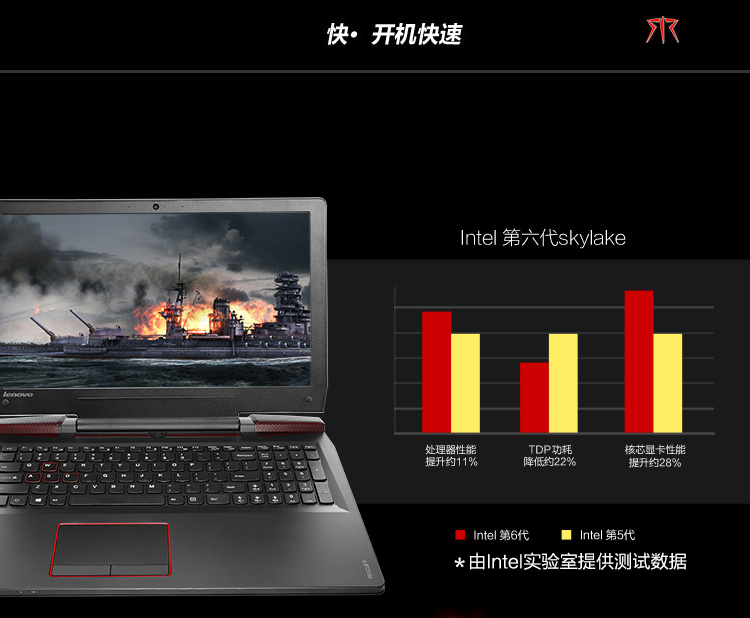 快· 开机快速
Intel 第六代skylake
lenovo
处理器性能
提升约11%
TDP功耗
降低约22%
核芯显卡性能
提升约28%
Intel 第6代
Intel 第5代
*由Intel实验室提供测试数据